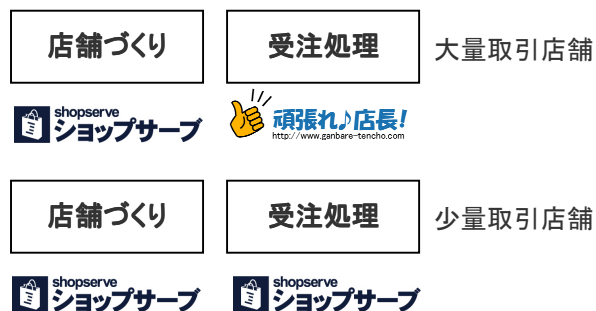 店舗づくり 受注処理 大量取引店舗
shopserve
ショップサーブ
頑張れ♪店長!
http://www.ganbare-tencho.com
店舗づくり 受注処理 少量取引店舗
shopserve shopserve
ショップサーブ ショップサーブ